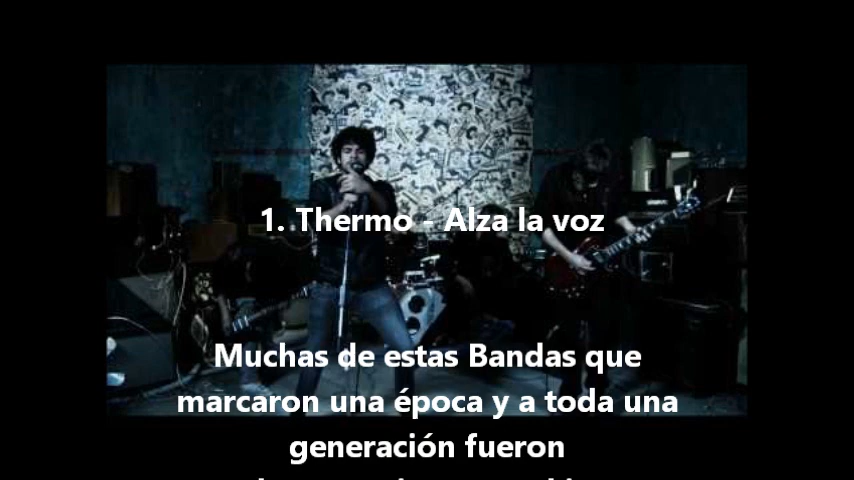 1. Thermo - Alza la voz
Muchas de estas Bandas que
marcaron una época y a toda una
generación fueron